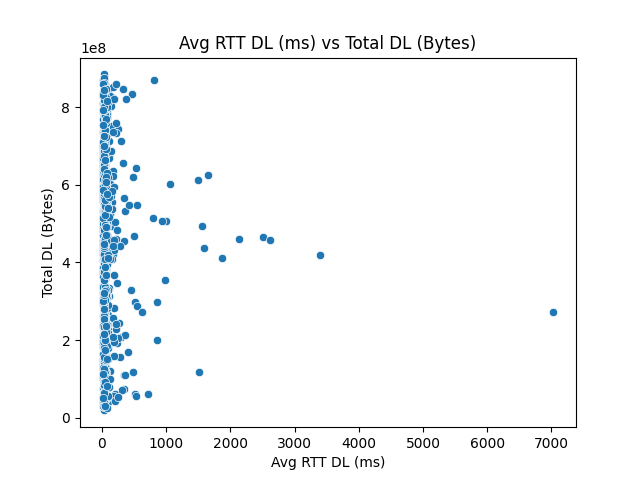 Avg RTT DL (ms) vs Total DL (Bytes)
1e8
8
6
4
2
0
Total DL (Bytes)
0 1000 2000 3000 4000 5000 6000 7000
Avg RTT DL (ms)